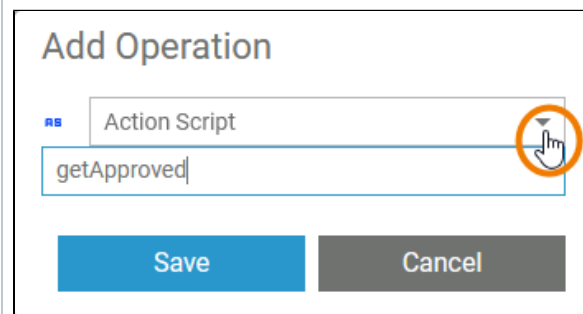 Add Operation
AS Action Script
getApproved
Save Cancel